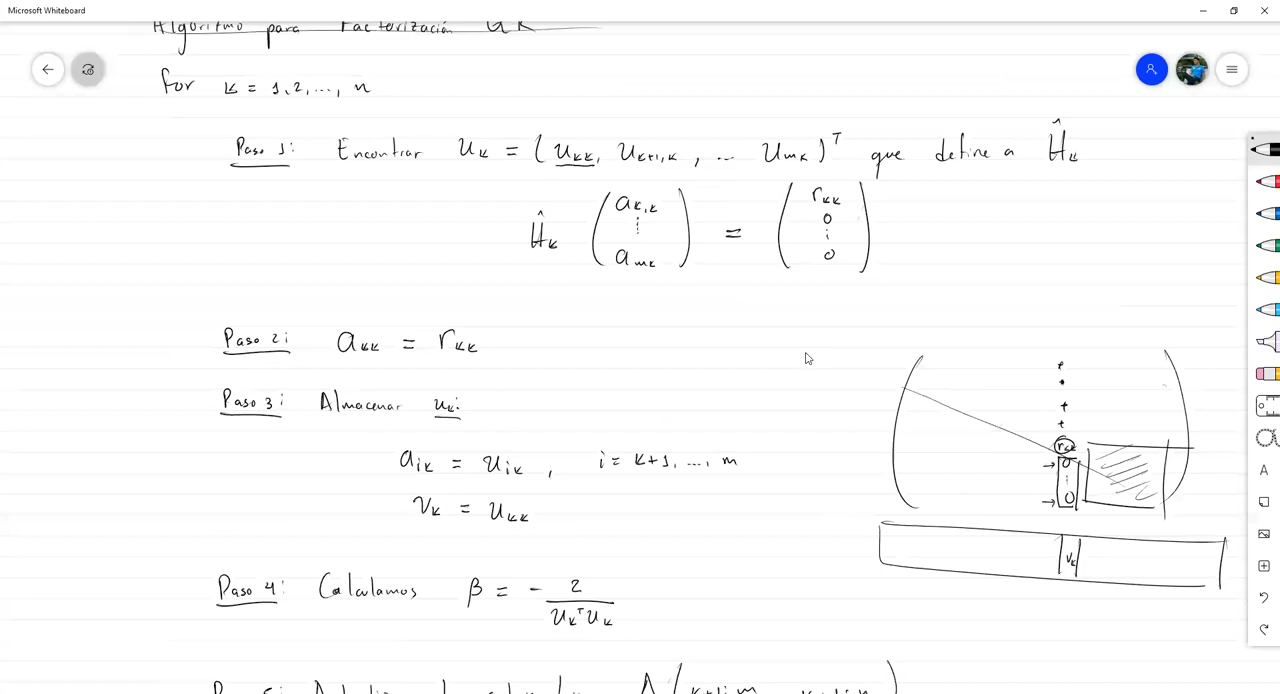 Microsoft Whiteboard
Algoritmo para Factorización QR
for k = 1,2,...,n
Paso 1: Encontrar u_k = (u_kk, u_k+1,k, ... u_mk)^T que define a Ĥ_k
Ĥ_k (a_k,k ⋮ a_mk) = (r_kk 0 ⋮ 0)
Paso 2: a_kk = r_kk
Paso 3: Almacenar u_k:
a_ik = u_ik, i = k+1, ..., m
v_k = u_kk
r_kk
0
⋮
0
v_k
Paso 4: Calculamos β = - 2 / u_k^T u_k
A